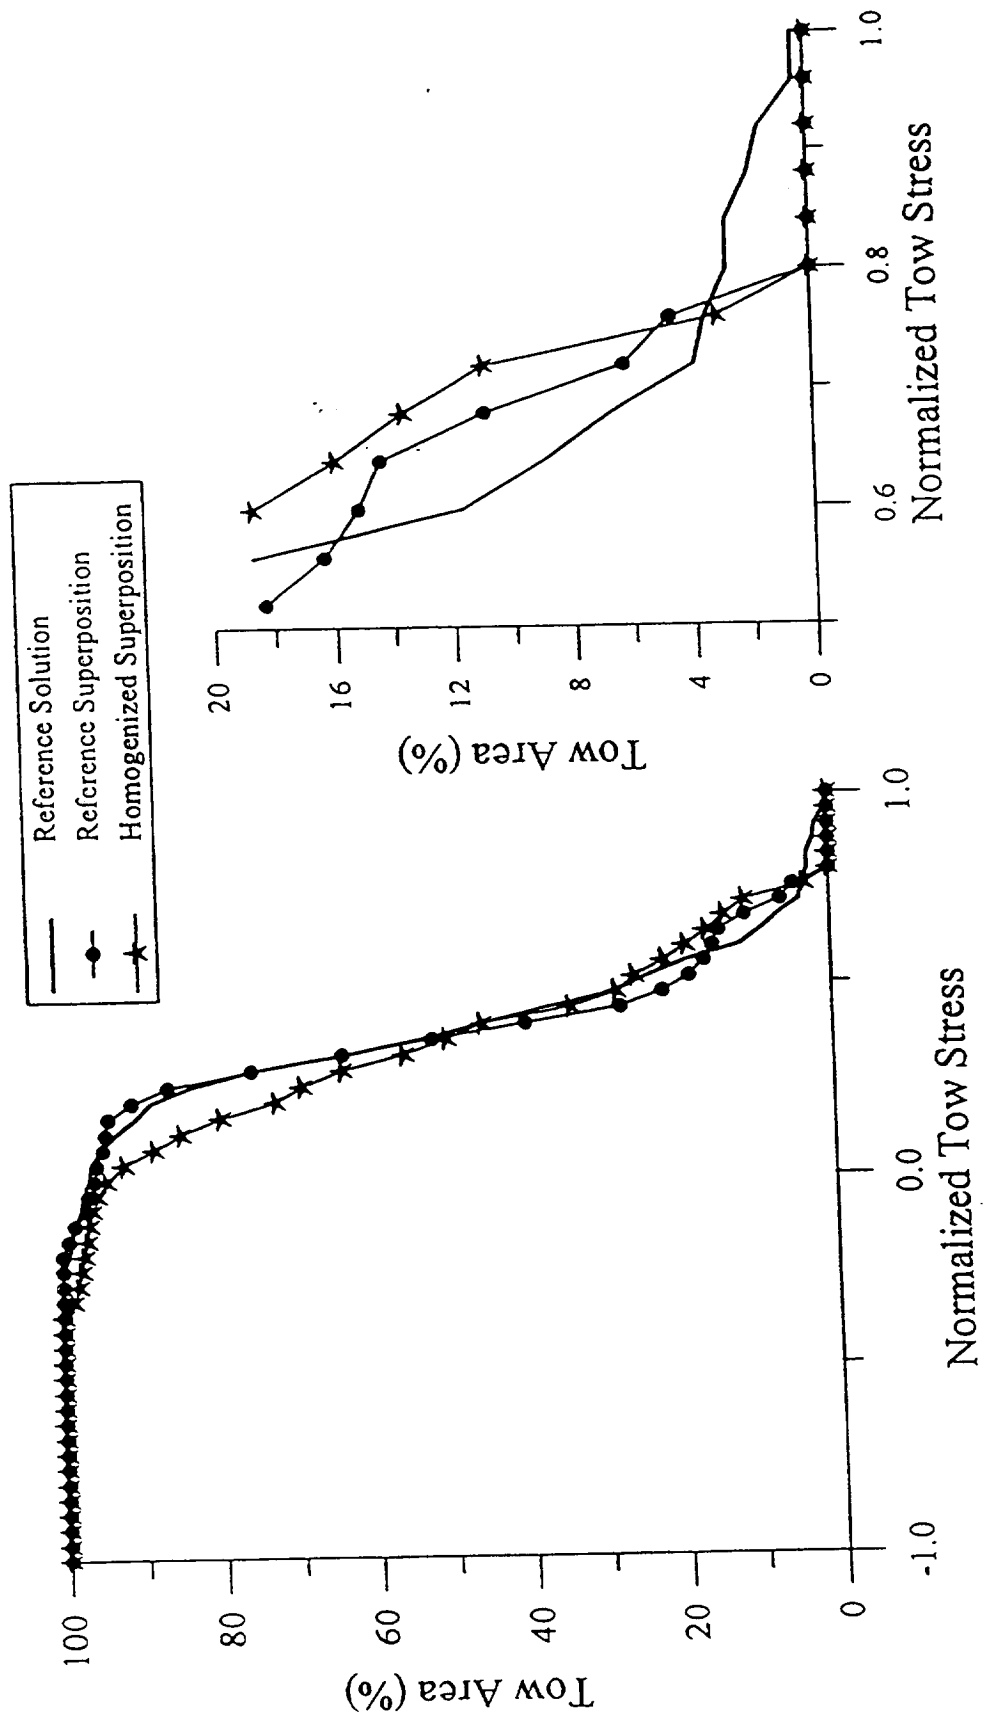 Reference Solution
Reference Superposition
Homogenized Superposition
Tow Area (%)
100
80
60
40
20
0
-1.0
0.0
1.0
Normalized Tow Stress
Tow Area (%)
20
16
12
8
4
0
0.6
0.8
1.0
Normalized Tow Stress